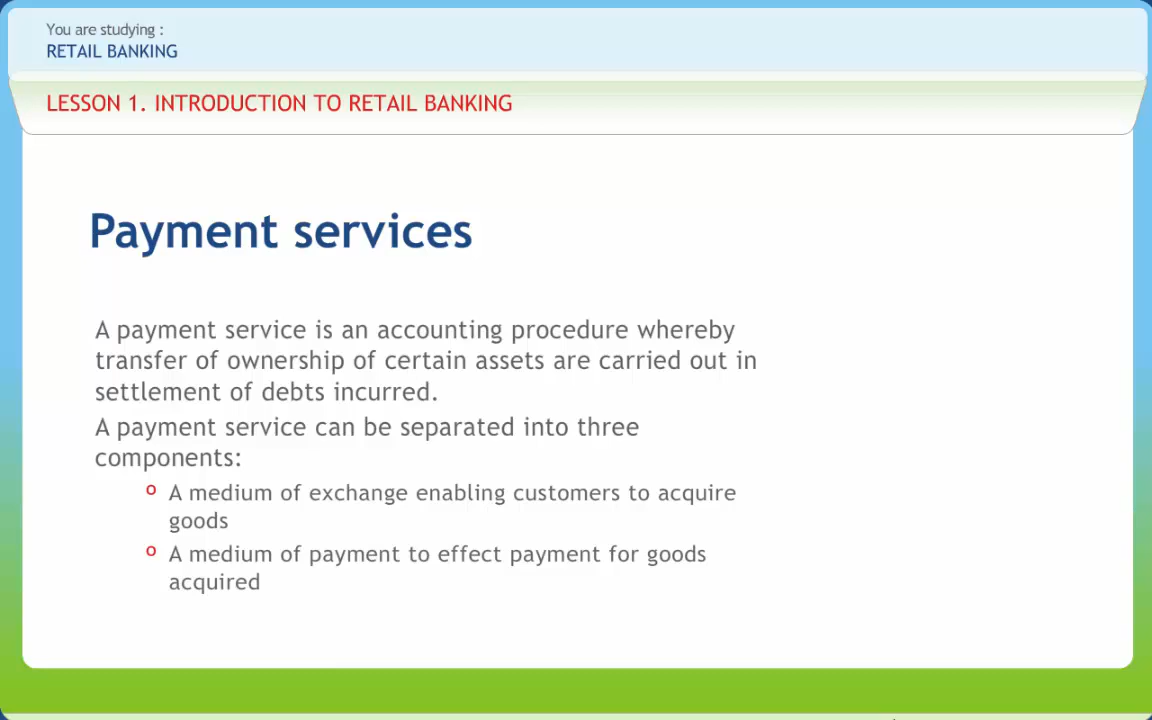 You are studying :
RETAIL BANKING
LESSON 1. INTRODUCTION TO RETAIL BANKING
Payment services
A payment service is an accounting procedure whereby
transfer of ownership of certain assets are carried out in
settlement of debts incurred.
A payment service can be separated into three
components:
o A medium of exchange enabling customers to acquire
goods
o A medium of payment to effect payment for goods
acquired